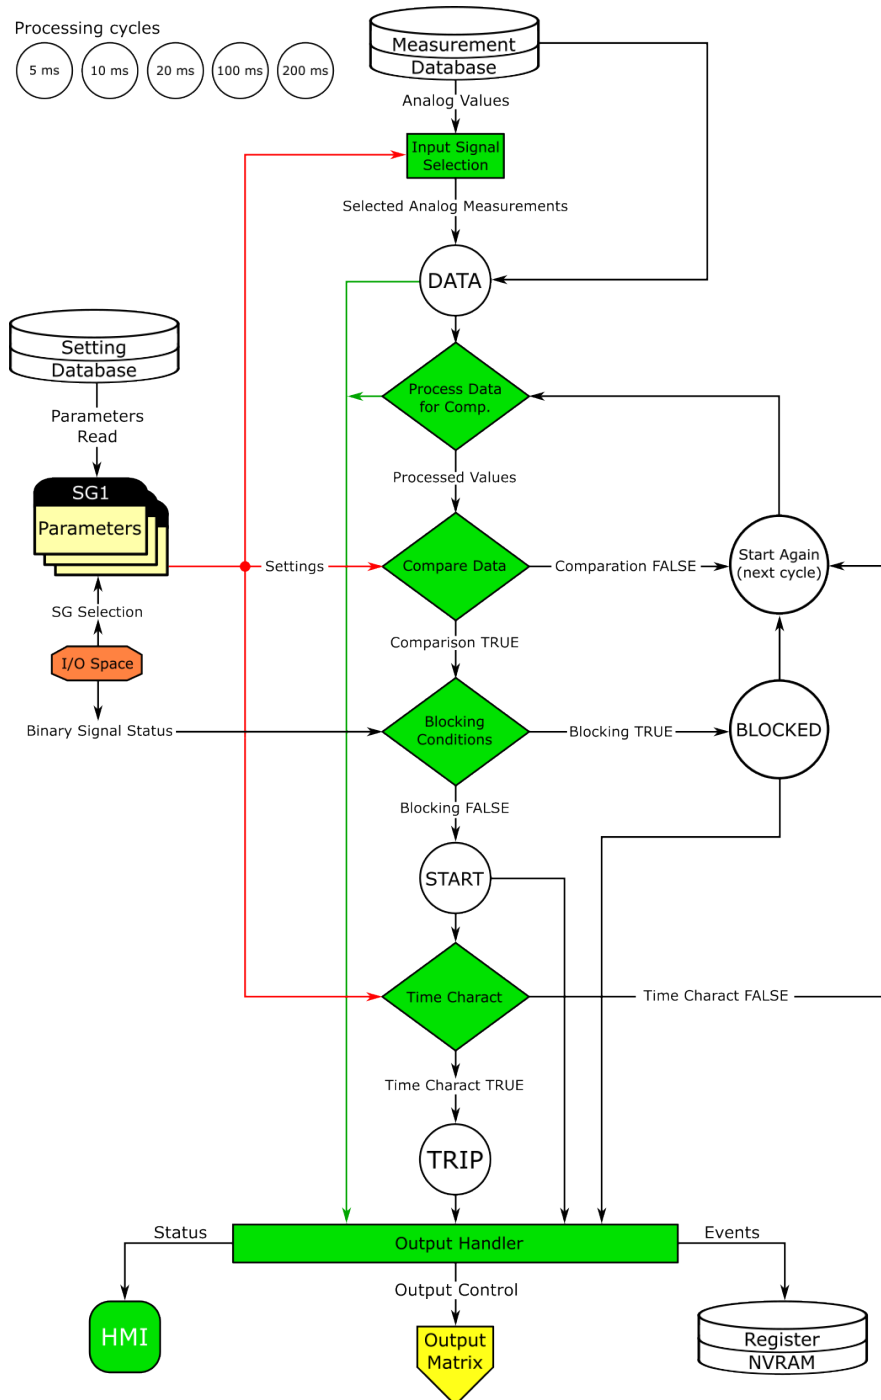 Processing cycles
5 ms
10 ms
20 ms
100 ms
200 ms
Measurement
Database
Analog Values
Input Signal
Selection
Selected Analog Measurements
DATA
Setting
Database
Process Data
for Comp.
Parameters
Read
Processed Values
SG1
Parameters
Settings
Compare Data
Comparation FALSE
Start Again
(next cycle)
SG Selection
Comparison TRUE
I/O Space
Binary Signal Status
Blocking
Conditions
Blocking TRUE
BLOCKED
Blocking FALSE
START
Time Charact
Time Charact FALSE
Time Charact TRUE
TRIP
Status
Output Handler
Events
Output Control
HMI
Output
Matrix
Register
NVRAM